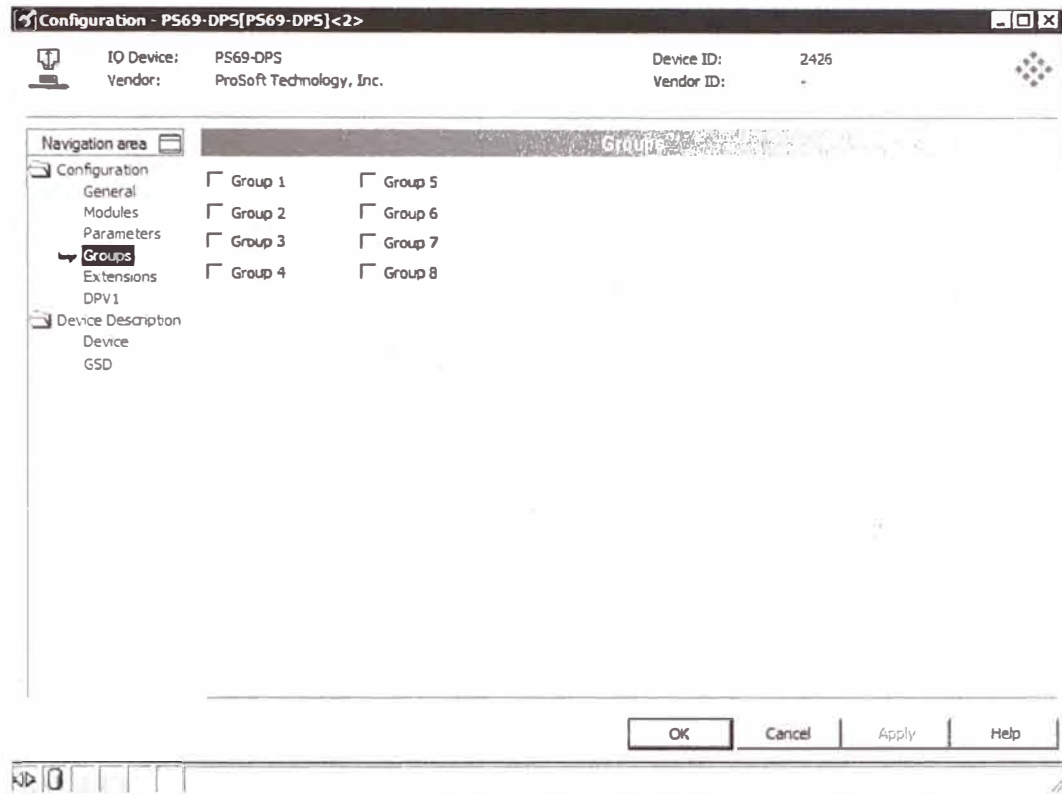 Configuration - PS69-DPS[PS69-DPS]<2>
IO Device: PS69-DPS Device ID: 2426
Vendor: ProSoft Technology, Inc. Vendor ID: -
Navigation area Groups
Configuration
General
Modules
Parameters
Groups
Extensions
DPV1
Device Description
Device
GSD
Group 1 Group 5
Group 2 Group 6
Group 3 Group 7
Group 4 Group 8
OK Cancel Apply Help